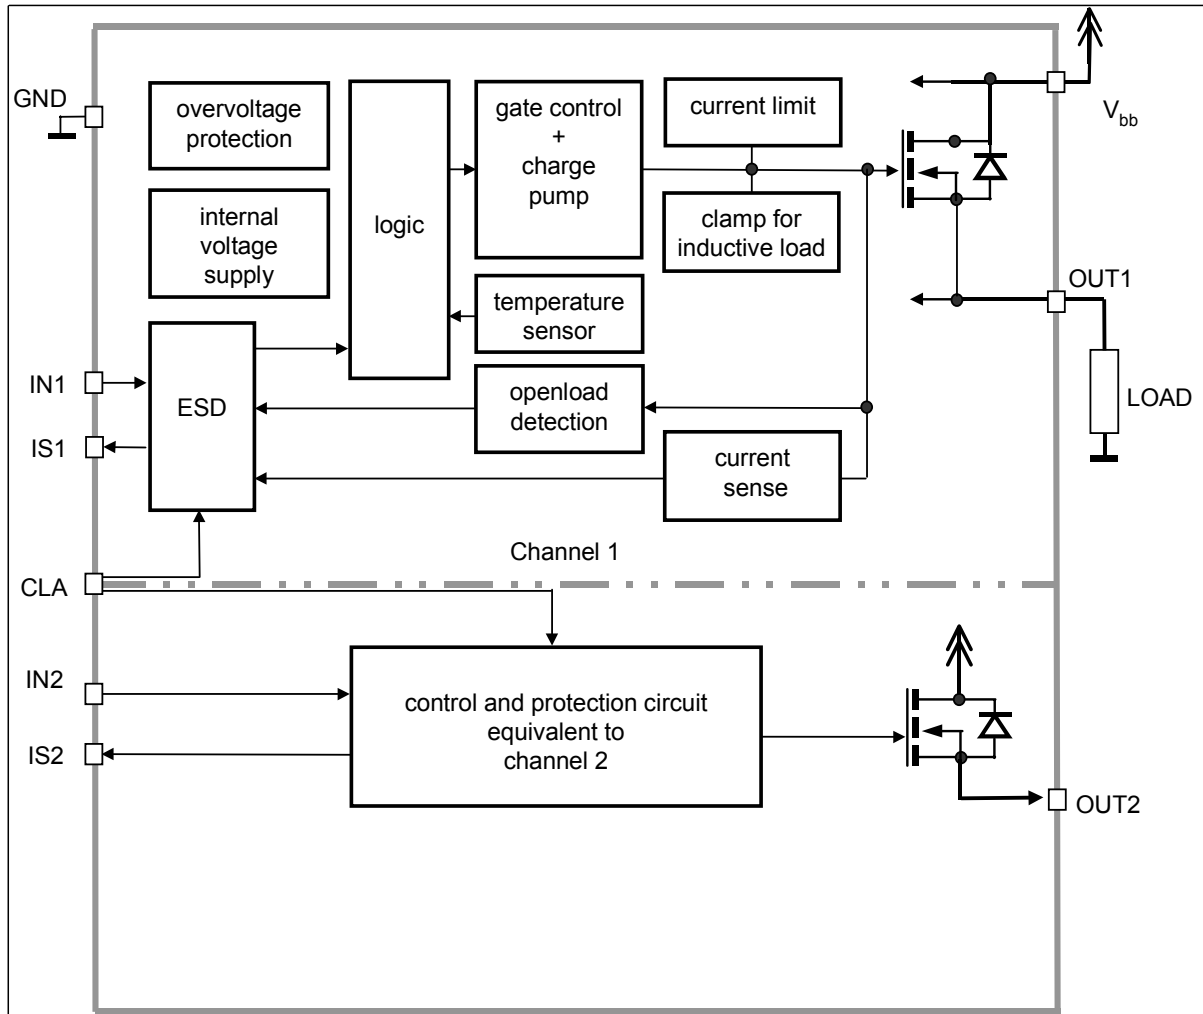 GND
overvoltage
protection
internal
voltage
supply
logic
gate control
+
charge
pump
current limit
clamp for
inductive load
Vbb
temperature
sensor
OUT1
IN1
ESD
openload
detection
LOAD
IS1
current
sense
Channel 1
CLA
IN2
control and protection circuit
equivalent to
channel 2
IS2
OUT2